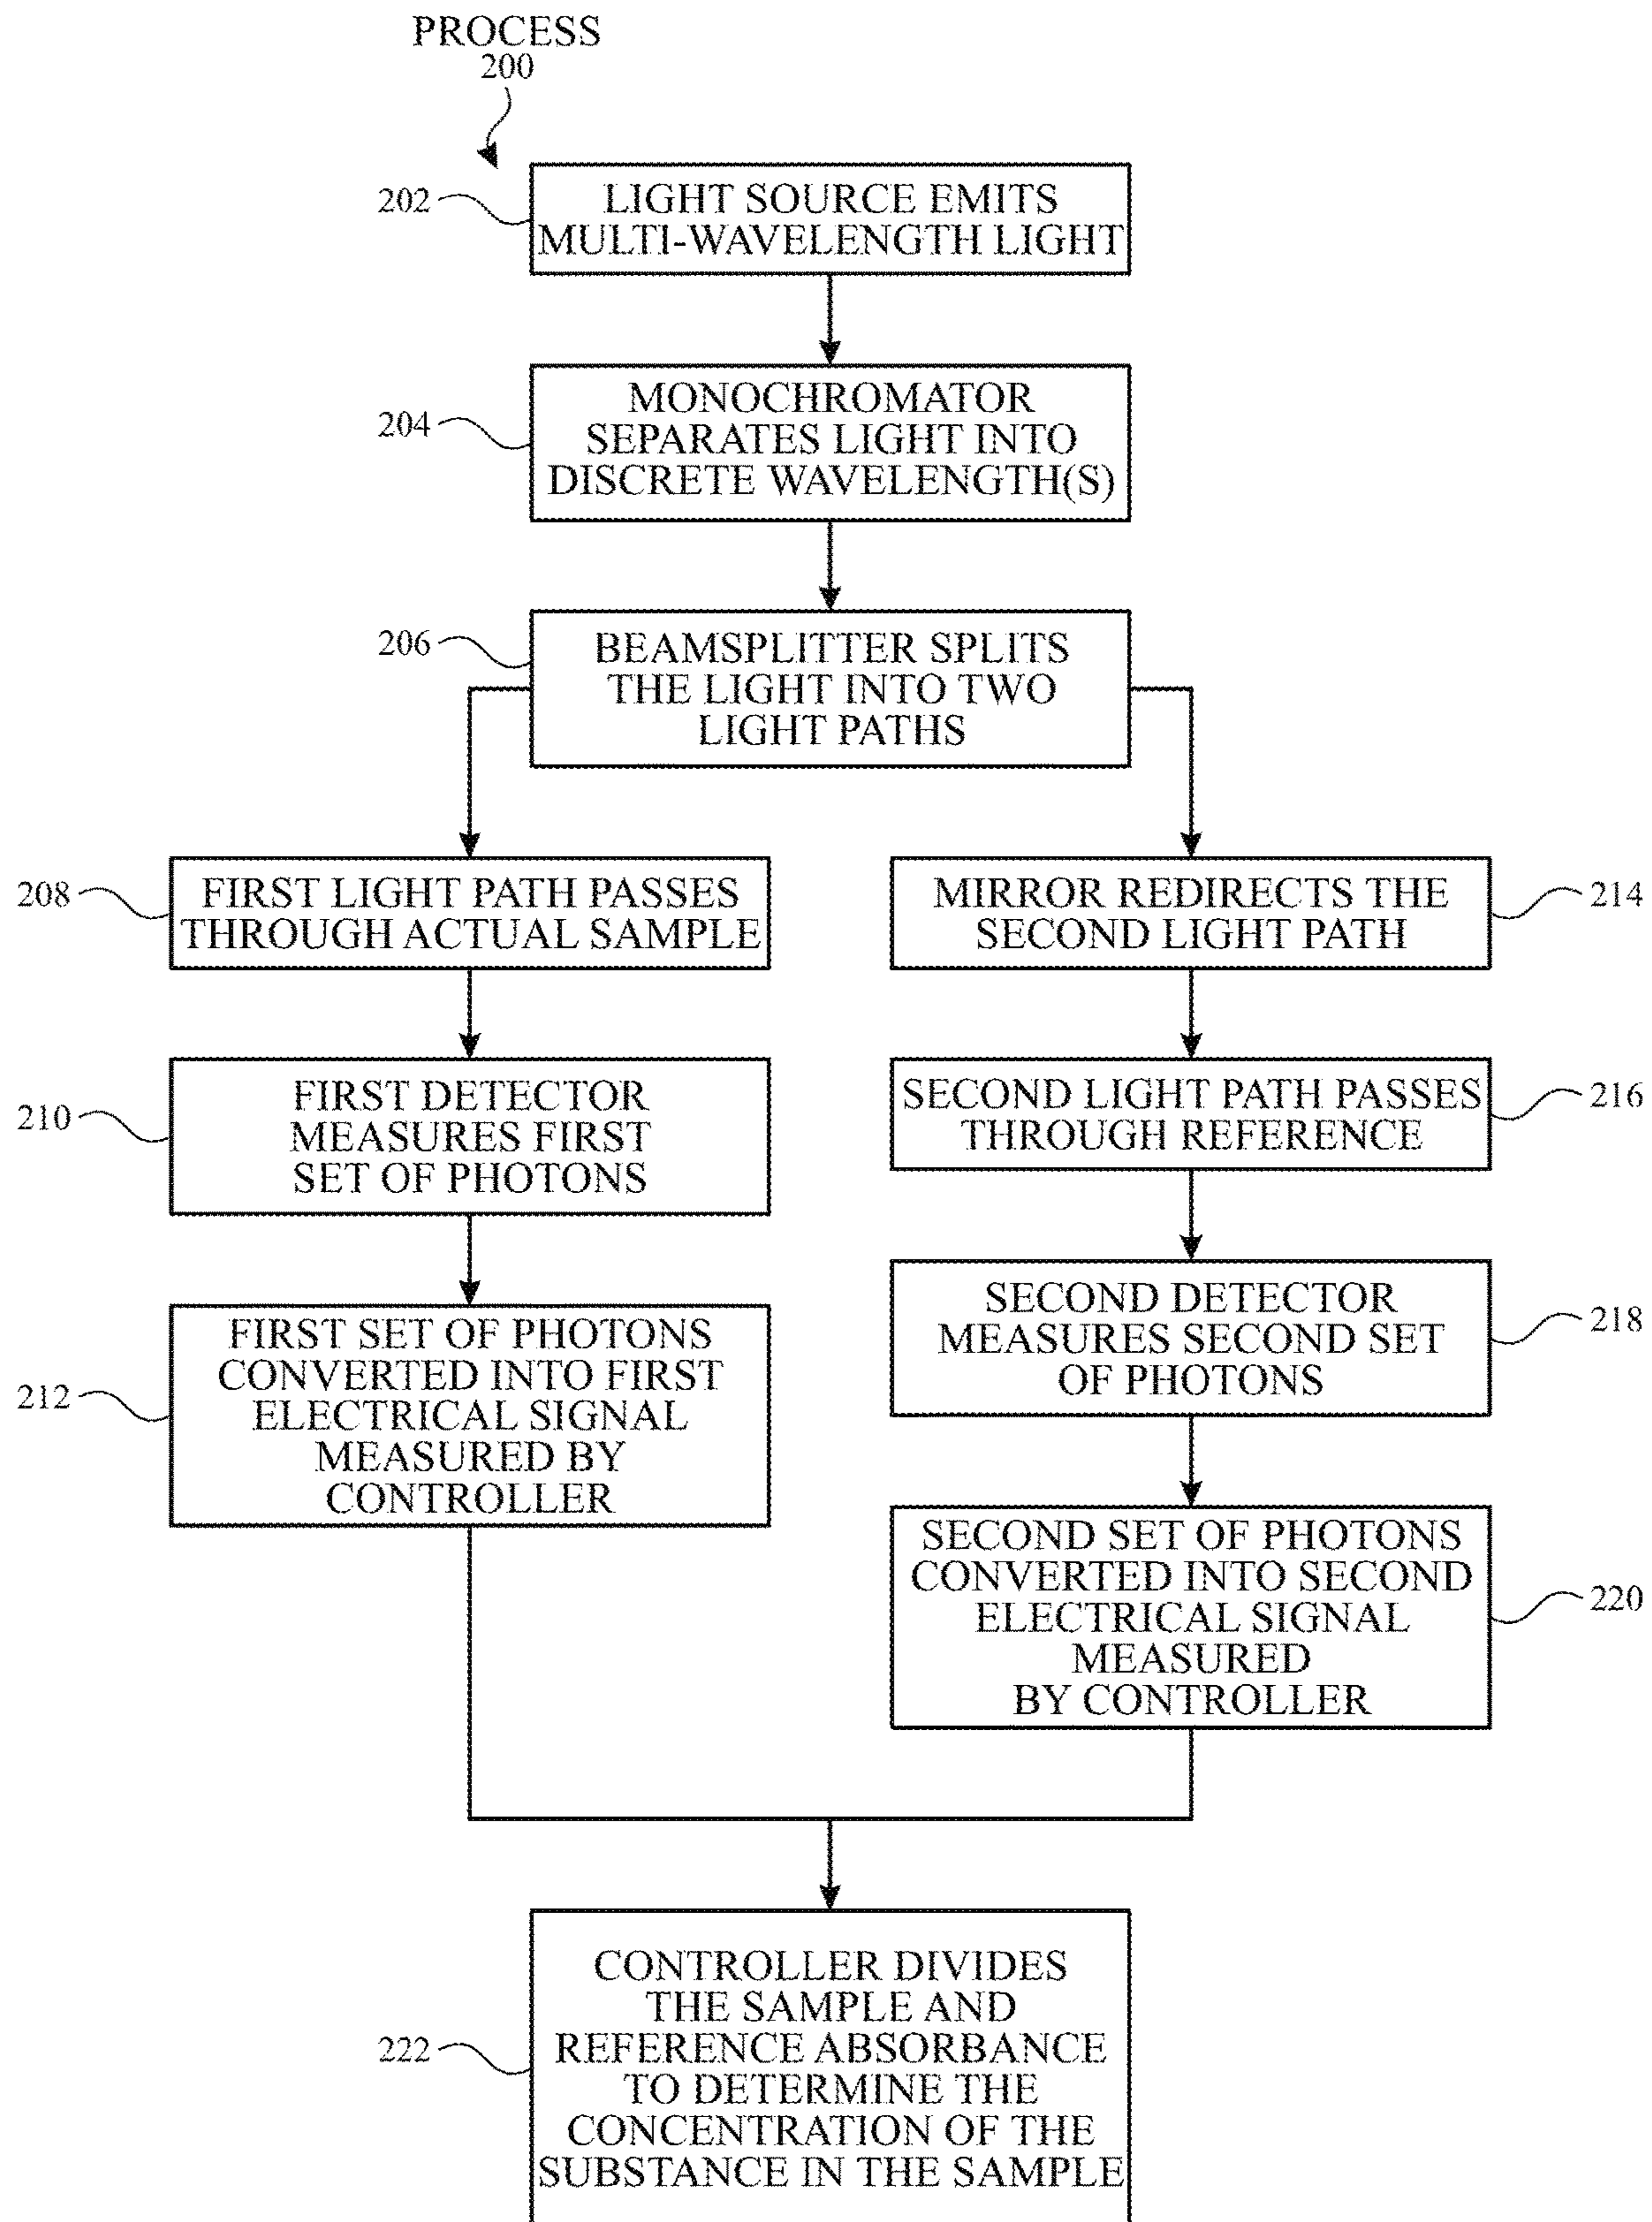 PROCESS
200
202
LIGHT SOURCE EMITS
MULTI-WAVELENGTH LIGHT
204
MONOCHROMATOR
SEPARATES LIGHT INTO
DISCRETE WAVELENGTH(S)
206
BEAMSPLITTER SPLITS
THE LIGHT INTO TWO
LIGHT PATHS
208
FIRST LIGHT PATH PASSES
THROUGH ACTUAL SAMPLE
210
FIRST DETECTOR
MEASURES FIRST
SET OF PHOTONS
212
FIRST SET OF PHOTONS
CONVERTED INTO FIRST
ELECTRICAL SIGNAL
MEASURED BY
CONTROLLER
MIRROR REDIRECTS THE
SECOND LIGHT PATH
214
SECOND LIGHT PATH PASSES
THROUGH REFERENCE
216
SECOND DETECTOR
MEASURES SECOND SET
OF PHOTONS
218
SECOND SET OF PHOTONS
CONVERTED INTO SECOND
ELECTRICAL SIGNAL
MEASURED
BY CONTROLLER
220
222
CONTROLLER DIVIDES
THE SAMPLE AND
REFERENCE ABSORBANCE
TO DETERMINE THE
CONCENTRATION OF THE
SUBSTANCE IN THE SAMPLE